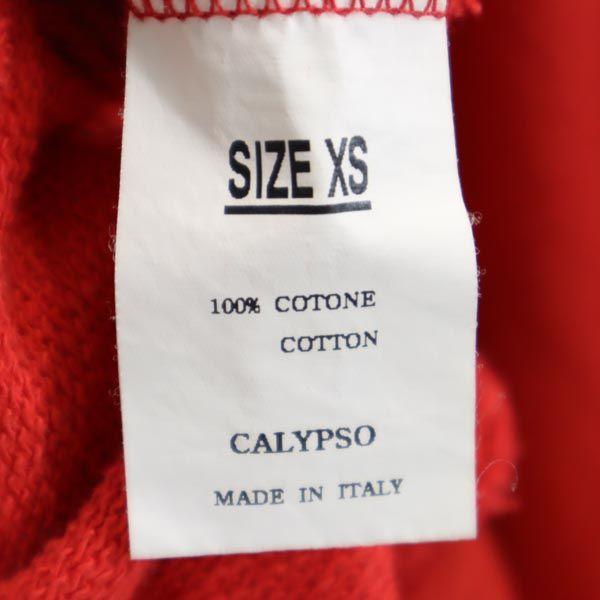 SIZE XS
100% COTONE
COTTON
CALYPSO
MADE IN ITALY